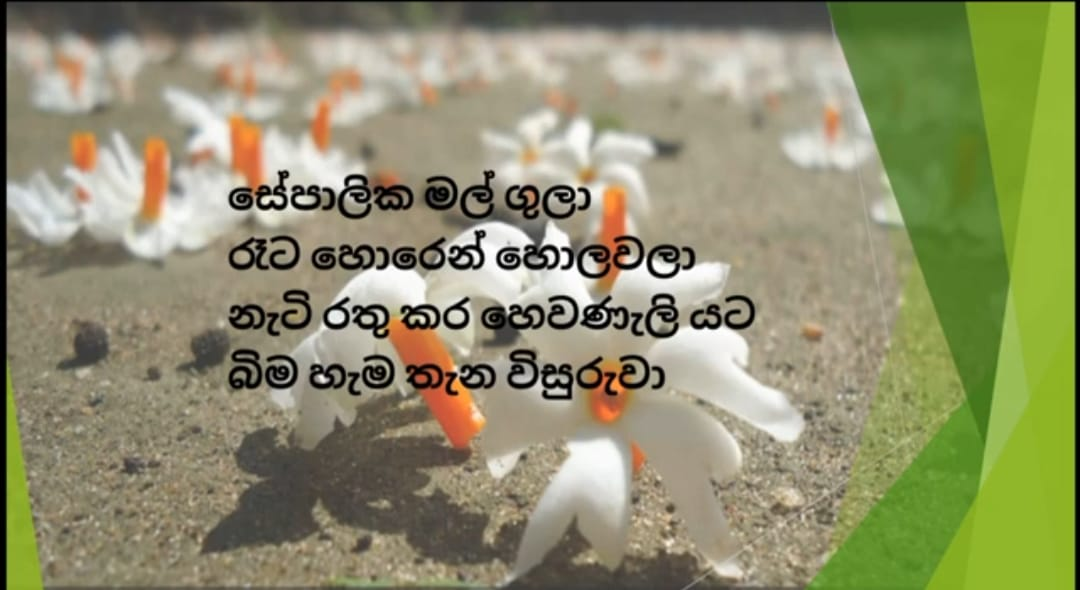 සේපාලික මල් ගුලා
රෑට හොරෙන් හොලවලා
නැටි රතු කර හෙවණැලි යට
බිම හැම තැන විසුරුවා